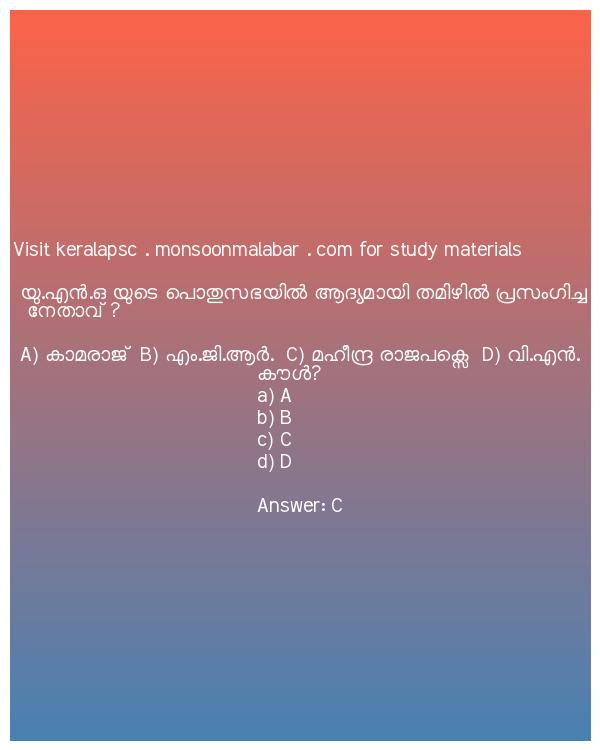 Visit keralapsc . monsoonmalabar . com for study materials
യു.എൻ.ഒ യുടെ പൊതുസഭയിൽ ആദ്യമായി തമിഴിൽ പ്രസംഗിച്ച
നേതാവ് ?
A) കാമരാജ് B) എം.ജി.ആർ. C) മഹീന്ദ്ര രാജപക്സെ D) വി.എൻ.
കൗൾ?
a) A
b) B
c) C
d) D
Answer: C